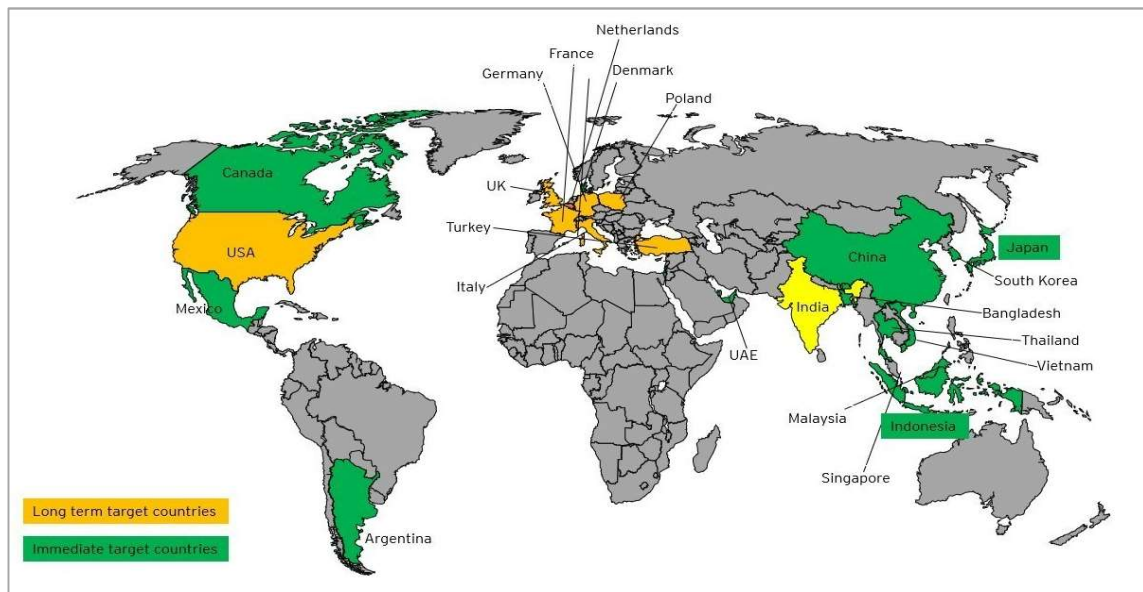 Netherlands
France
Germany
Denmark
Poland
Canada
UK
USA
Turkey
Japan
China
South Korea
Italy
Mexico
India
Bangladesh
UAE
Thailand
Vietnam
Malaysia
Indonesia
Singapore
Long term target countries
Argentina
Immediate target countries